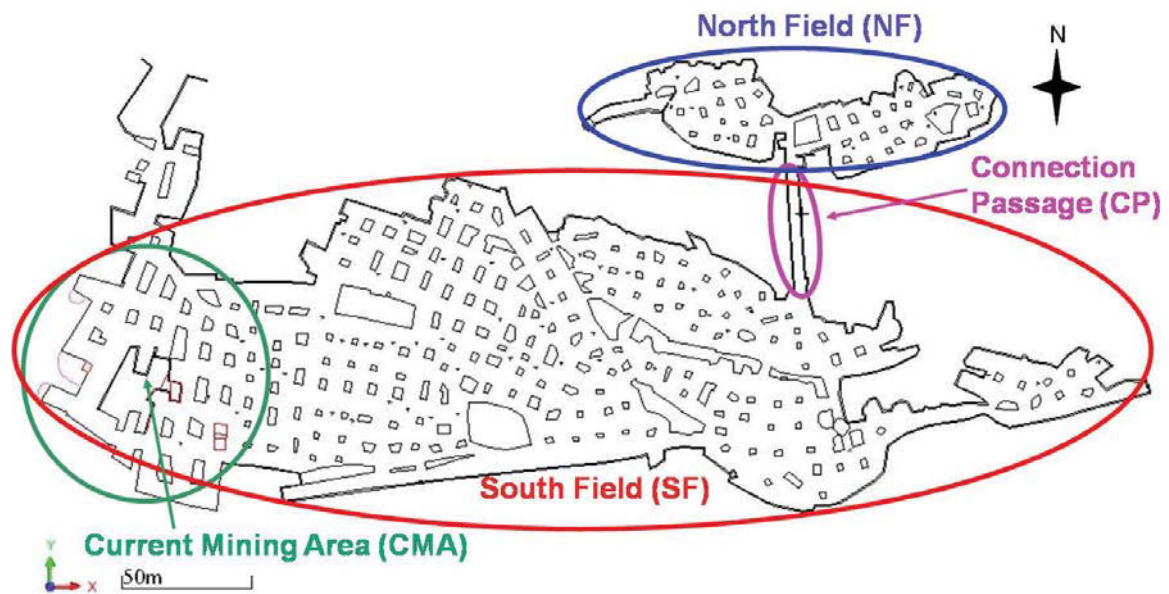 North Field (NF)
N
Connection
Passage (CP)
South Field (SF)
Current Mining Area (CMA)
Y
X
50m